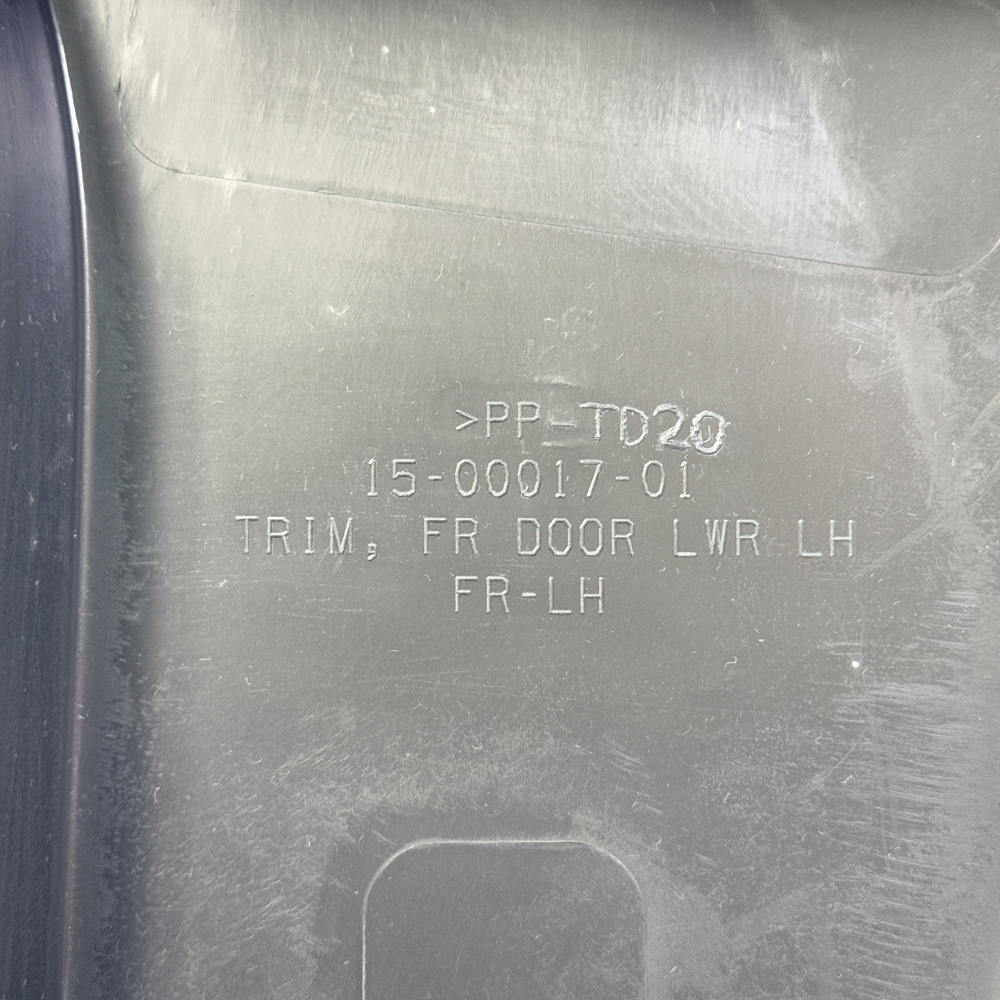 >PP-TD20
15-00017-01
TRIM, FR DOOR LWR LH
FR-LH